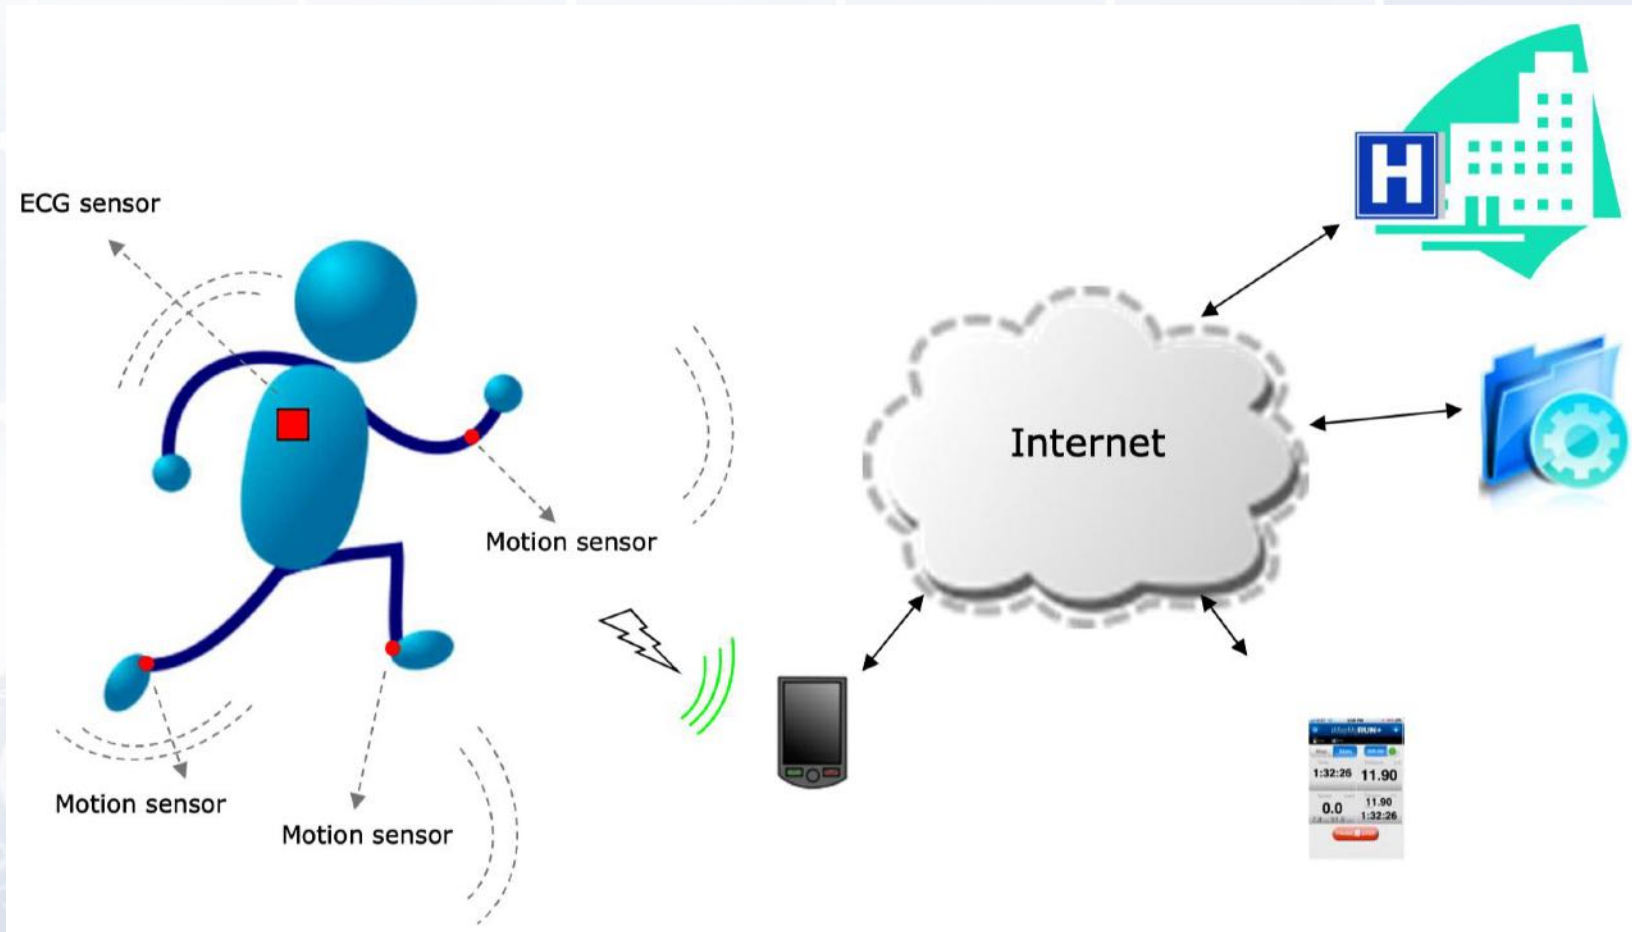 ECG sensor
H
Internet
Motion sensor
Motion sensor
Motion sensor
RUN+
1:32:26 11.90
0.0 11.90
1:32:26